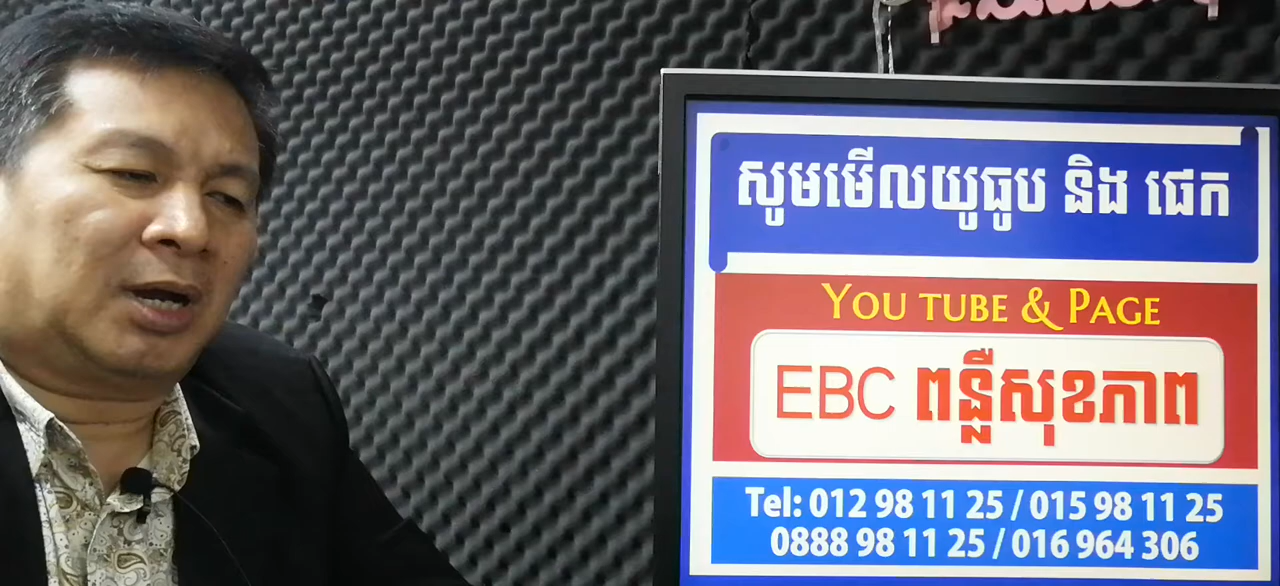 សូមមើលយូធូប និង ផេក
YOU TUBE & PAGE
EBC ពន្លឺសុខភាព
Tel: 012 98 11 25 / 015 98 11 25
0888 98 11 25 / 016 964 306